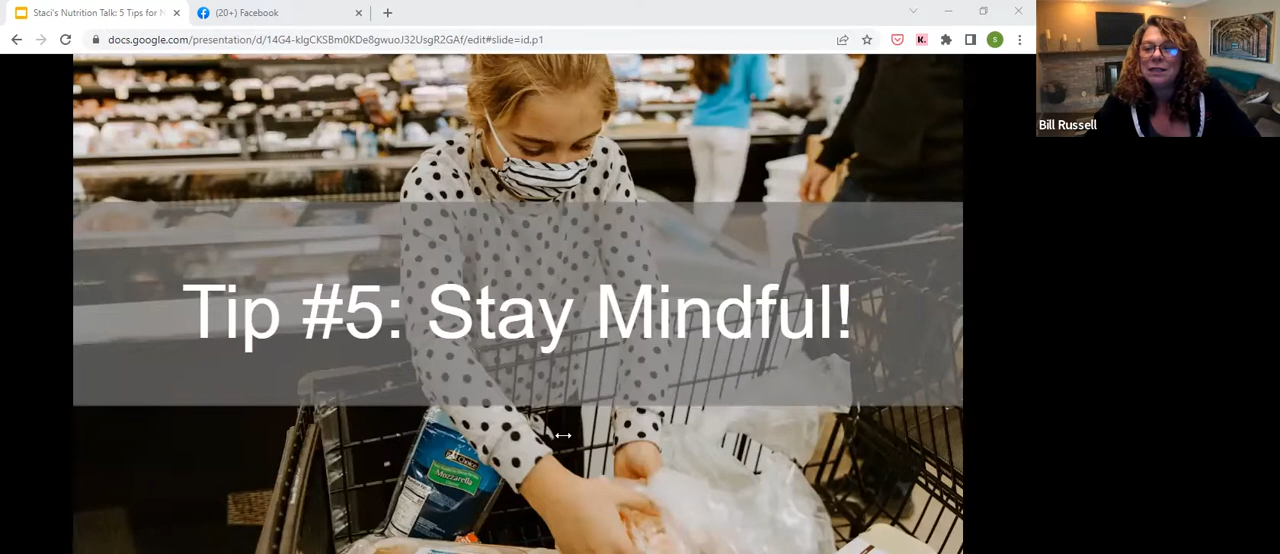 Staci's Nutrition Talk: 5 Tips for N
(20+) Facebook
docs.google.com/presentation/d/14G4-klgCKSBm0KDe8gwuoJ32UsgR2GAf/edit#slide=id.p1
K.
S
Bill Russell
Tip #5: Stay Mindful!
Mozzarella